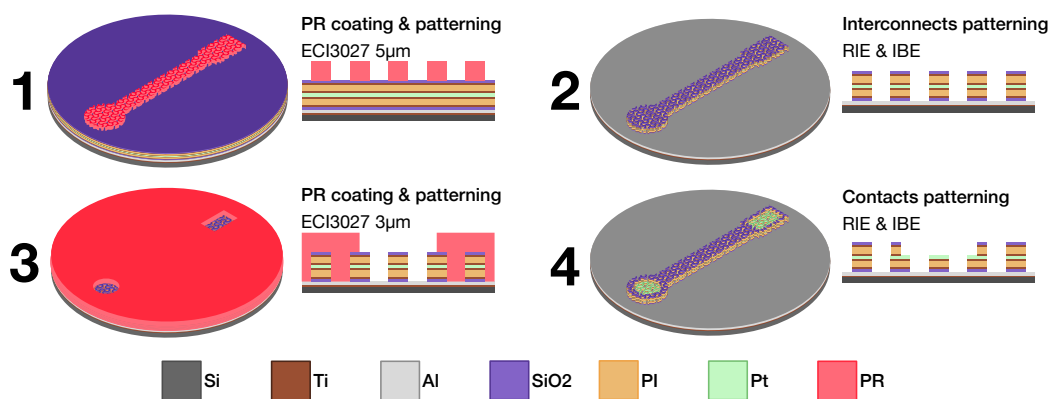 1
PR coating & patterning
ECI3027 5µm
2
Interconnects patterning
RIE & IBE
3
PR coating & patterning
ECI3027 3µm
4
Contacts patterning
RIE & IBE
Si
Ti
Al
SiO2
PI
Pt
PR